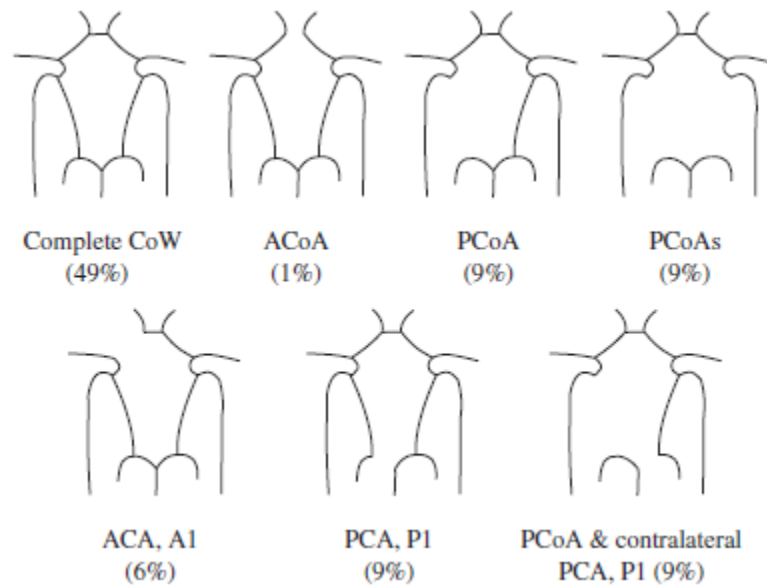 Complete CoW
(49%)
ACoA
(1%)
PCoA
(9%)
PCoAs
(9%)
ACA, A1
(6%)
PCA, P1
(9%)
PCoA & contralateral
PCA, P1 (9%)